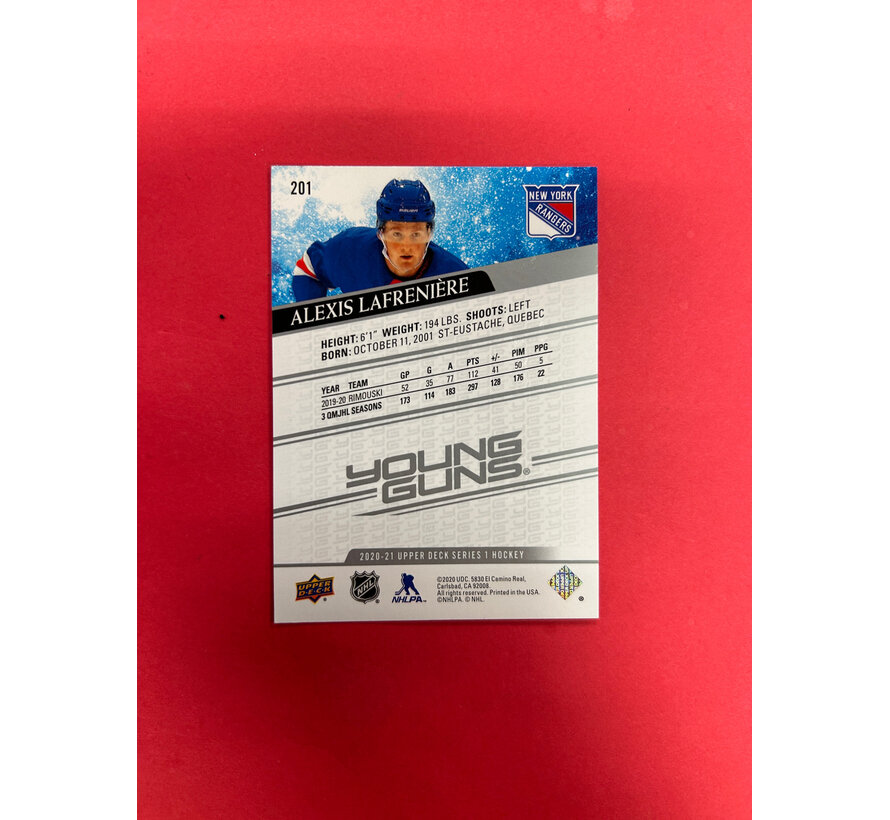 201
BAUER
NEW YORK
RANGERS
ALEXIS LAFRENIÈRE
HEIGHT: 6'1" WEIGHT: 194 LBS. SHOOTS: LEFT
BORN: OCTOBER 11, 2001 ST-EUSTACHE, QUEBEC
YEAR TEAM GP G A PTS +/- PIM PPG
2019-20 RIMOUSKI 52 35 77 112 41 50 5
3 QMJHL SEASONS 173 114 183 297 128 176 22
YOUNG
GUNS®
2020-21 UPPER DECK SERIES 1 HOCKEY
UPPER
DECK
®
NHL
®
NHLPA™
©2020 UDC. 5830 El Camino Real,
Carlsbad, CA 92008.
All rights reserved. Printed in the USA.
©NHLPA. © NHL.
®